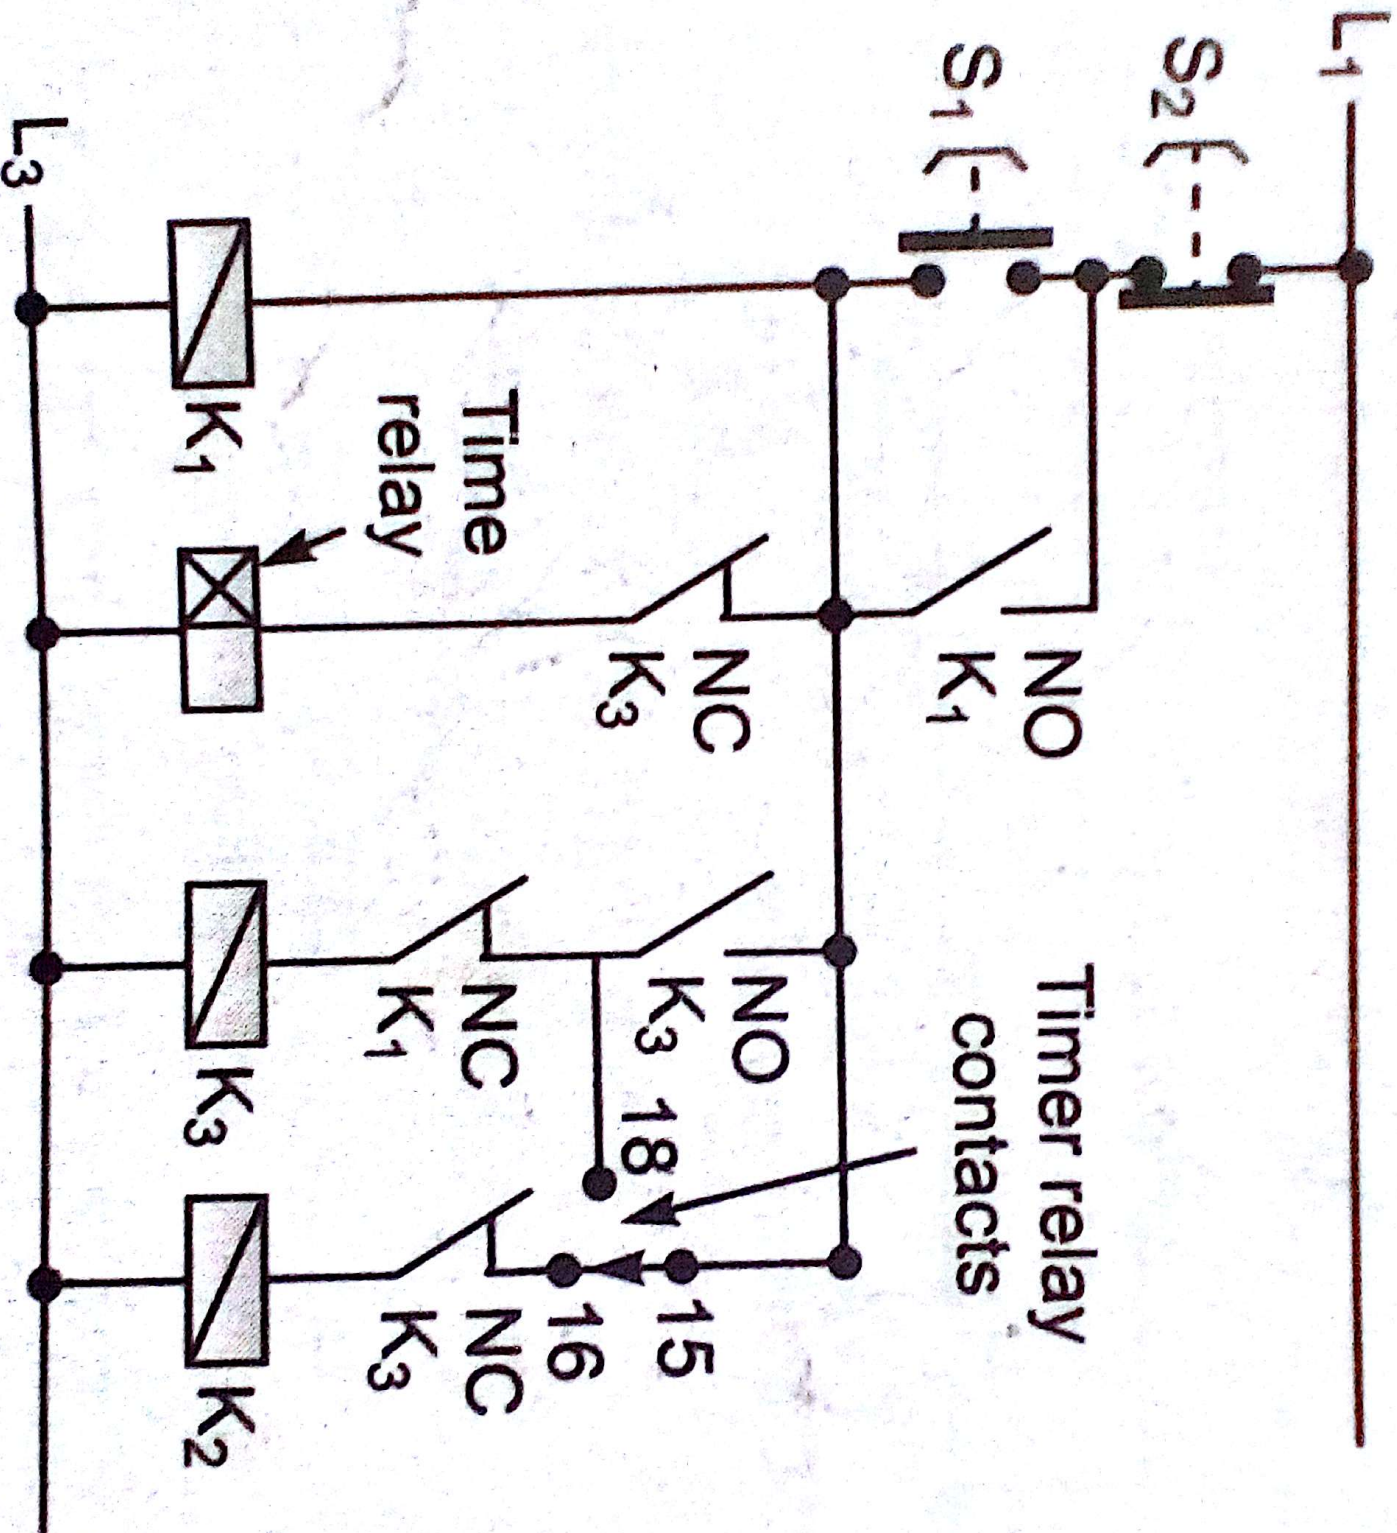 L1
S2
S1
NO
K1
Timer relay
contacts
NC
K3
NO
K3
15
18
16
Time
relay
NC
K1
NC
K3
K1
K3
K2
L3